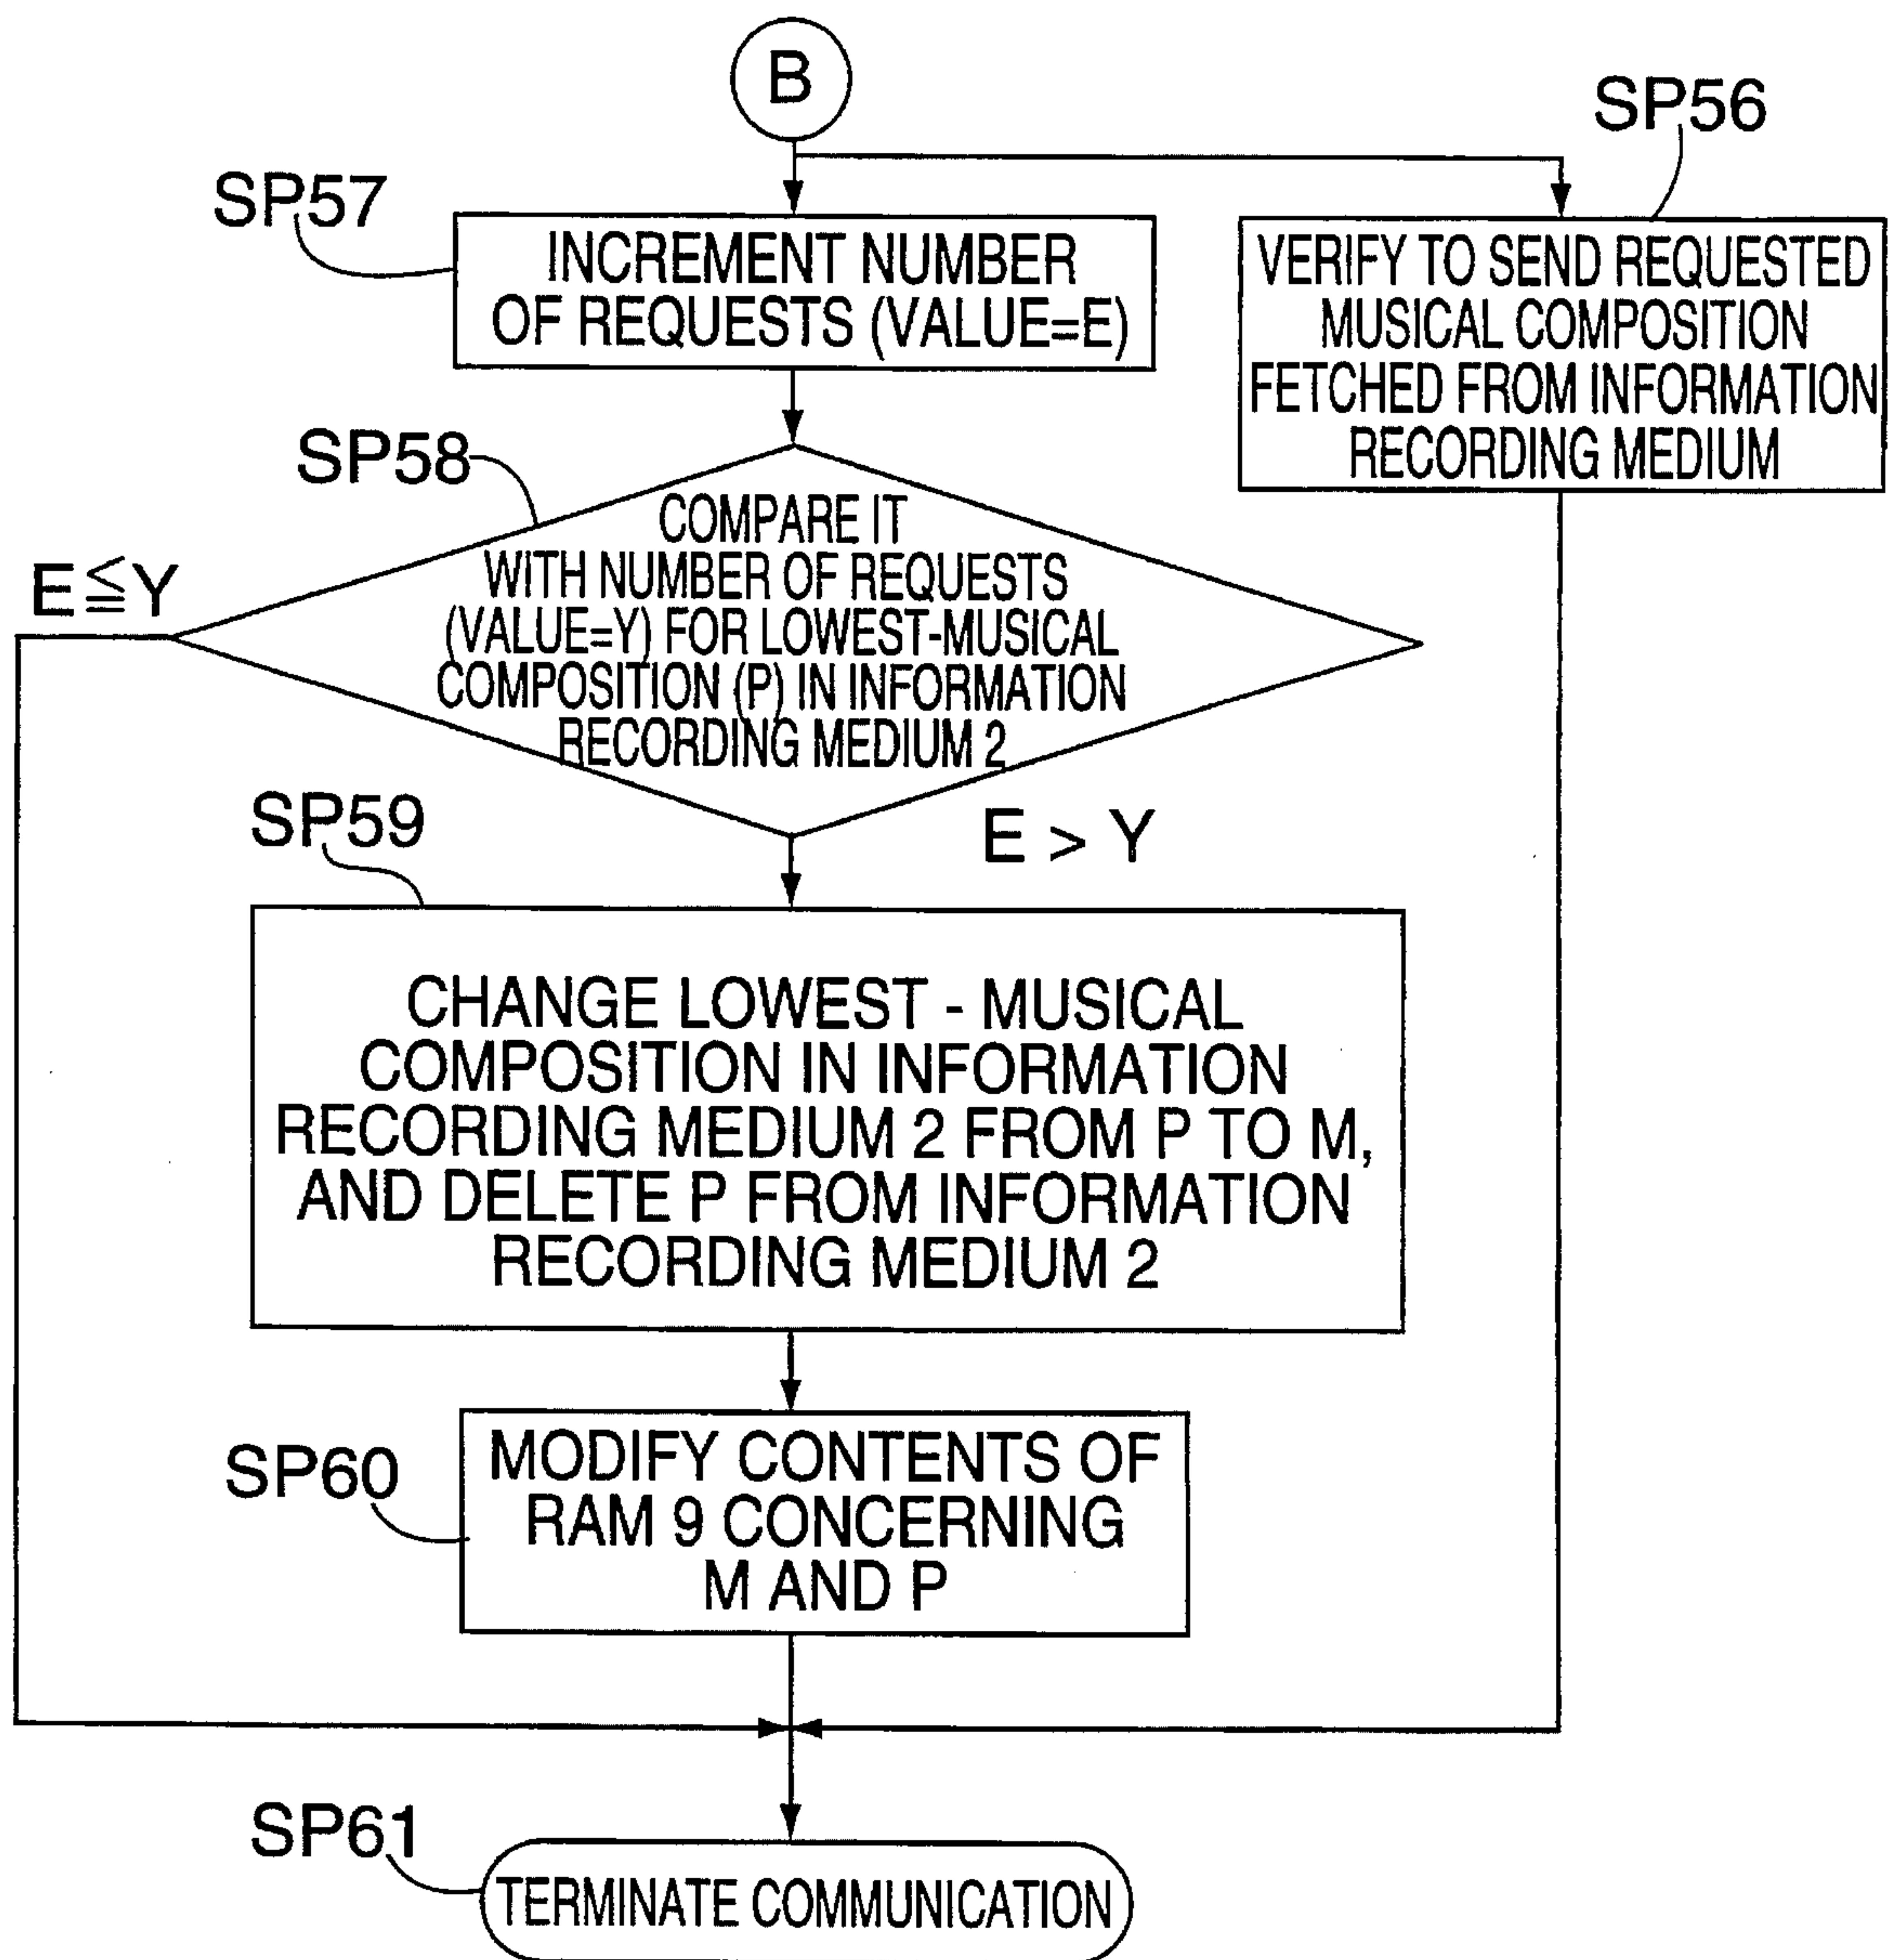 B
SP56
SP57
INCREMENT NUMBER
OF REQUESTS (VALUE=E)
VERIFY TO SEND REQUESTED
MUSICAL COMPOSITION
FETCHED FROM INFORMATION
RECORDING MEDIUM
SP58
COMPARE IT
WITH NUMBER OF REQUESTS
(VALUE=Y) FOR LOWEST-MUSICAL
COMPOSITION (P) IN INFORMATION
RECORDING MEDIUM 2
E≦Y
E > Y
SP59
CHANGE LOWEST - MUSICAL
COMPOSITION IN INFORMATION
RECORDING MEDIUM 2 FROM P TO M,
AND DELETE P FROM INFORMATION
RECORDING MEDIUM 2
SP60
MODIFY CONTENTS OF
RAM 9 CONCERNING
M AND P
SP61
TERMINATE COMMUNICATION